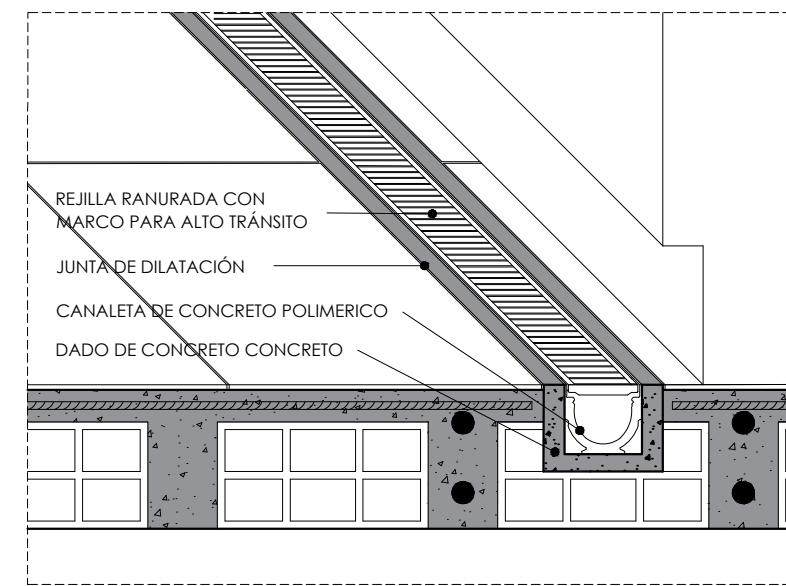 REJILLA RANURADA CON
MARCO PARA ALTO TRÁNSITO
JUNTA DE DILATACIÓN
CANALETA DE CONCRETO POLIMERICO
DADO DE CONCRETO CONCRETO